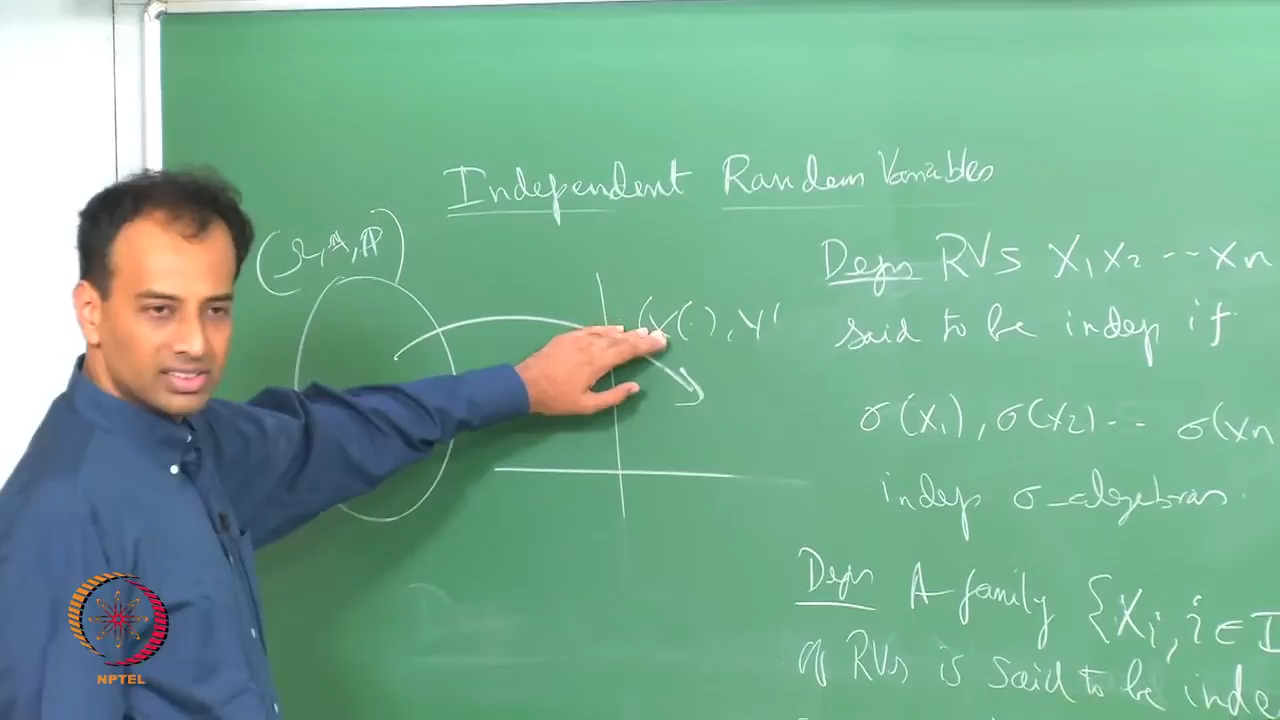 Independent Random Variables
(Ω, A, P)
(X(·), Y(
Defn RVs X₁ X₂ ··· Xn
said to be indep if
σ(X₁), σ(X₂) ··· σ(Xn
indep σ-algebras.
Defn A family {Xi, i ∈ I
of RVs is said to be inde
NPTEL